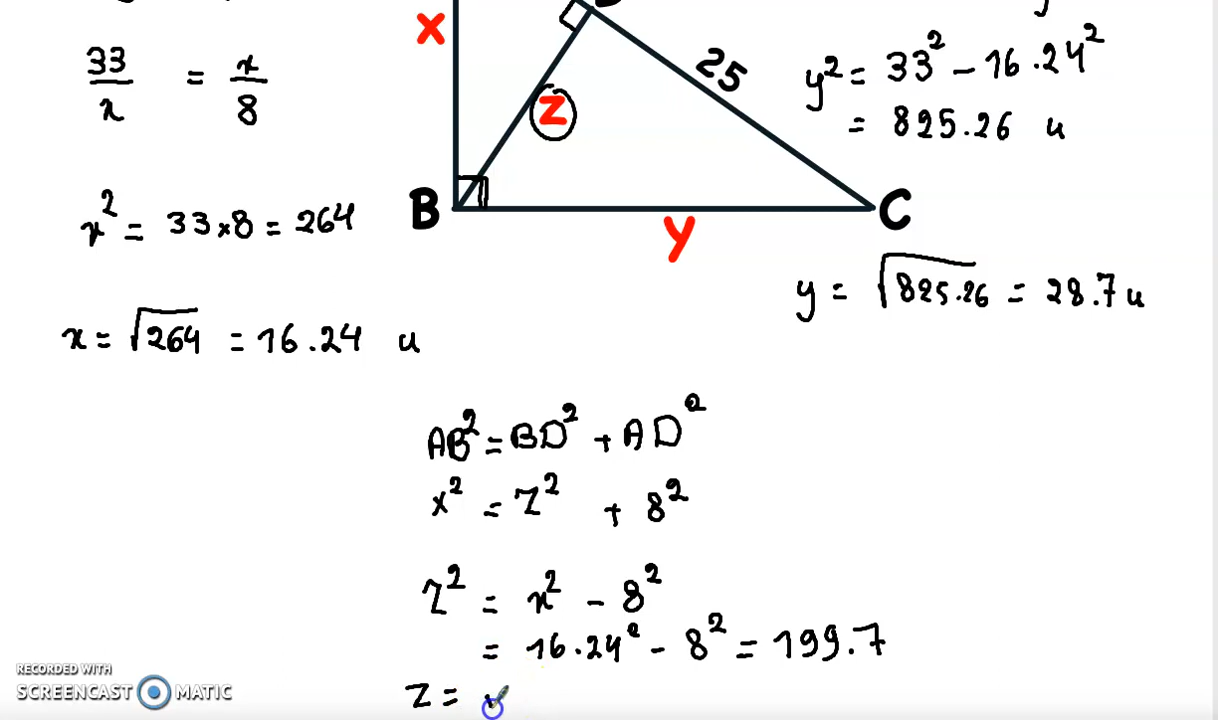 33/x = x/8
x² = 33×8 = 264
x = √264 = 16.24 u
X
25
Z
B
C
y
y² = 33² - 16.24²
= 825.26 u
y = √825.26 = 28.7 u
AB² = BD² + AD²
x² = Z² + 8²
Z² = x² - 8²
= 16.24² - 8² = 199.7
Z =
RECORDED WITH
SCREENCAST MATIC